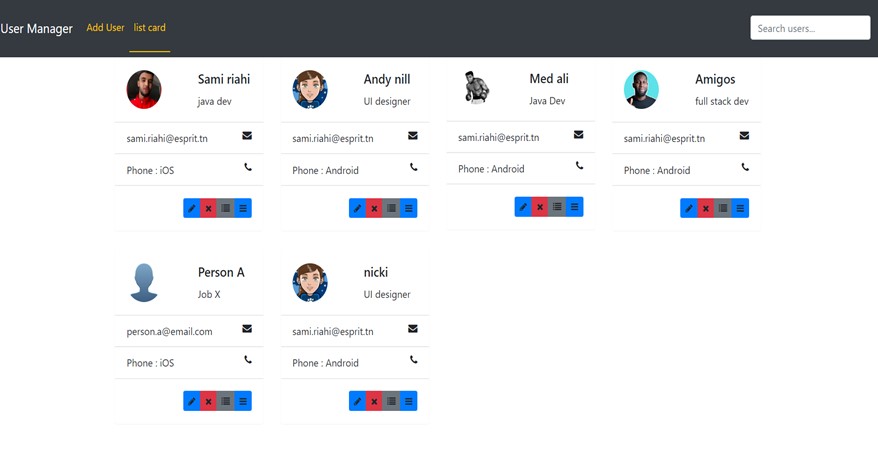 User Manager Add User list card Search users...
Sami riahi
java dev
sami.riahi@esprit.tn
Phone : iOS
Andy nill
UI designer
sami.riahi@esprit.tn
Phone : Android
Med ali
Java Dev
sami.riahi@esprit.tn
Phone : Android
Amigos
full stack dev
sami.riahi@esprit.tn
Phone : Android
Person A
Job X
person.a@email.com
Phone : iOS
nicki
UI designer
sami.riahi@esprit.tn
Phone : Android